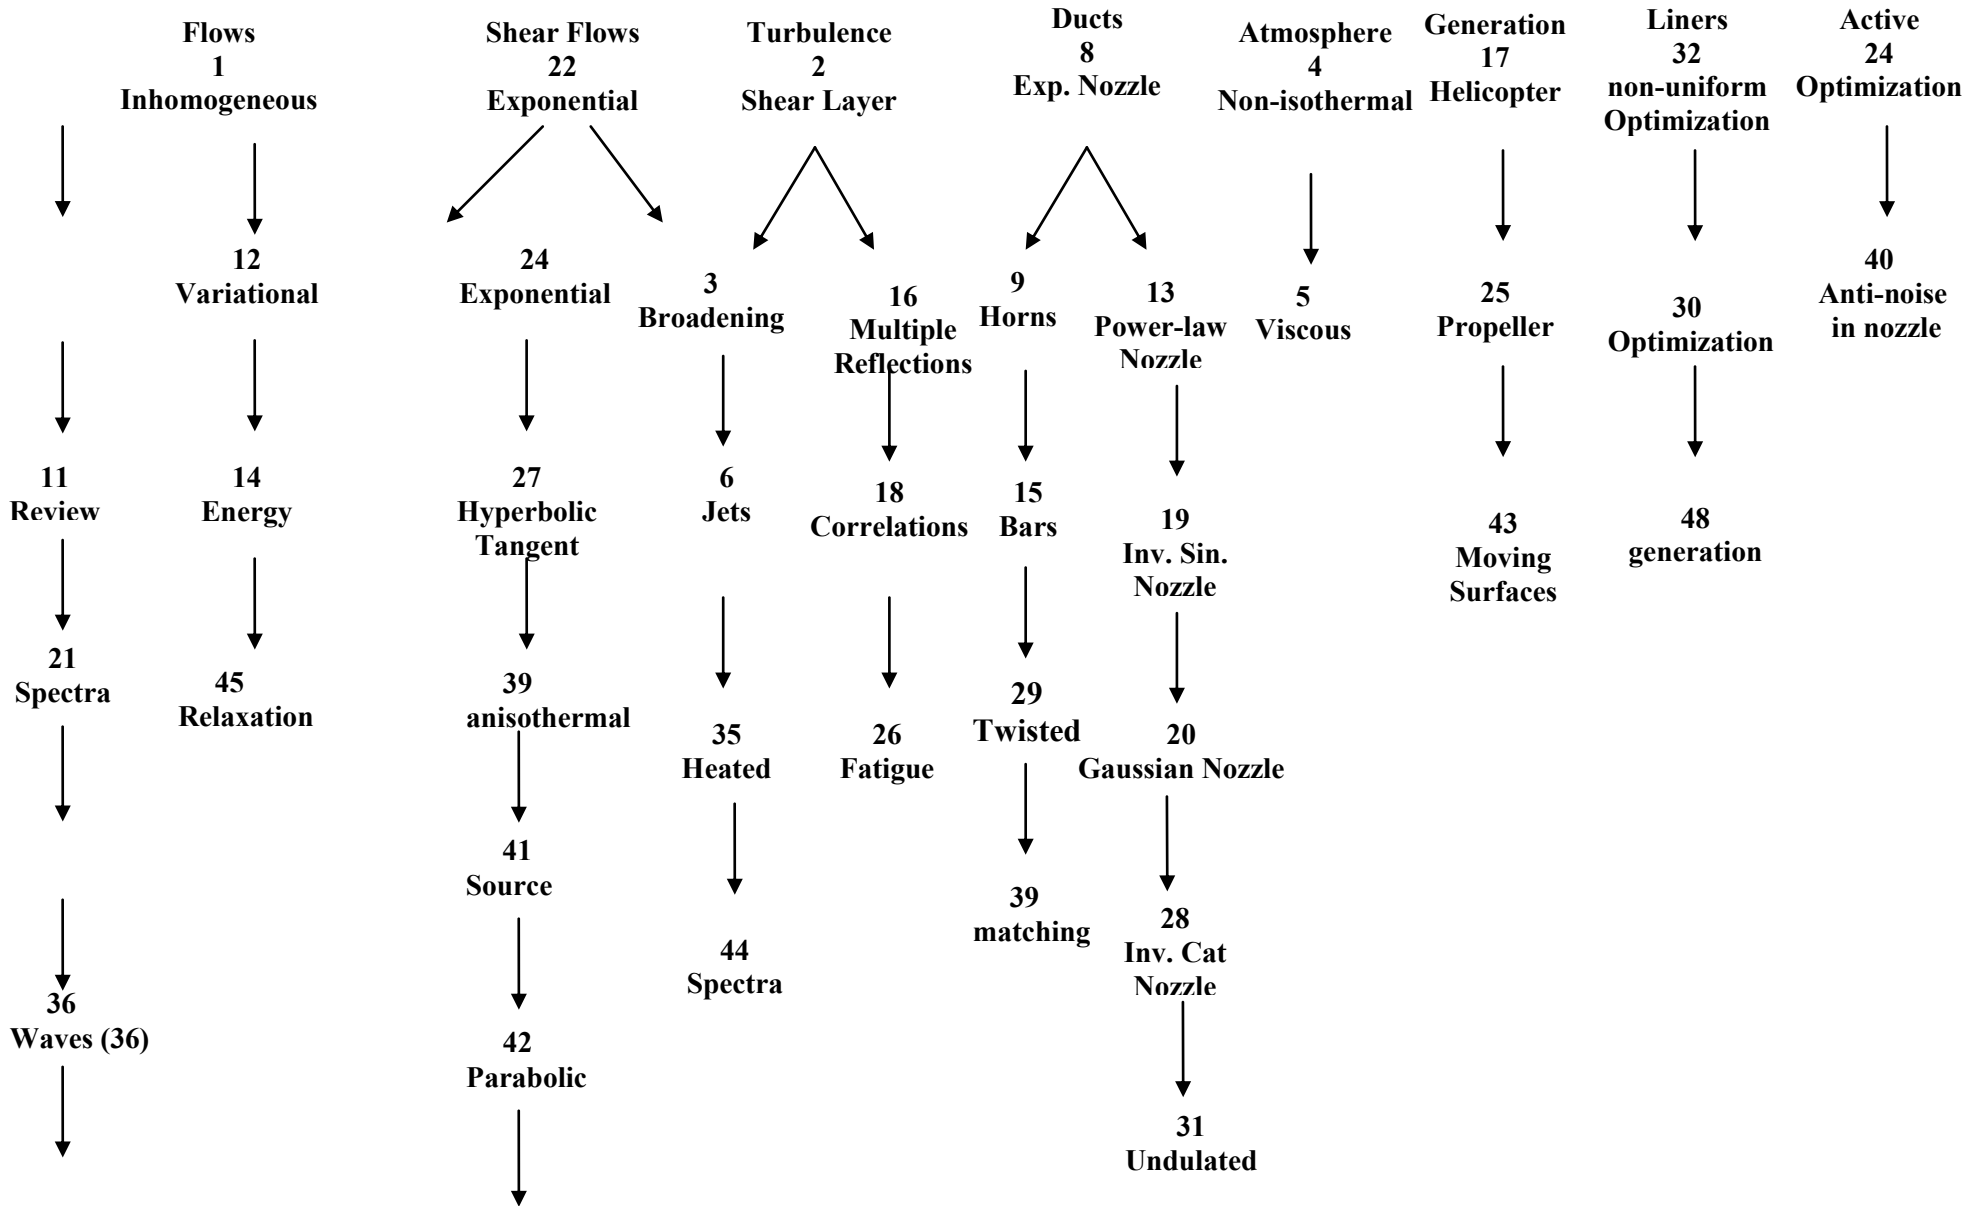 Flows
1
Inhomogeneous
Shear Flows
22
Exponential
Turbulence
2
Shear Layer
Ducts
8
Exp. Nozzle
Atmosphere
4
Non-isothermal
Generation
17
Helicopter
Liners
32
non-uniform
Optimization
Active
24
Optimization
12
Variational
24
Exponential
3
Broadening
16
Multiple
Reflections
9
Horns
13
Power-law
Nozzle
5
Viscous
25
Propeller
30
Optimization
40
Anti-noise
in nozzle
11
Review
14
Energy
27
Hyperbolic
Tangent
6
Jets
18
Correlations
15
Bars
19
Inv. Sin.
Nozzle
43
Moving
Surfaces
48
generation
21
Spectra
45
Relaxation
39
anisothermal
35
Heated
26
Fatigue
29
Twisted
20
Gaussian Nozzle
41
Source
44
Spectra
39
matching
28
Inv. Cat
Nozzle
36
Waves (36)
42
Parabolic
31
Undulated